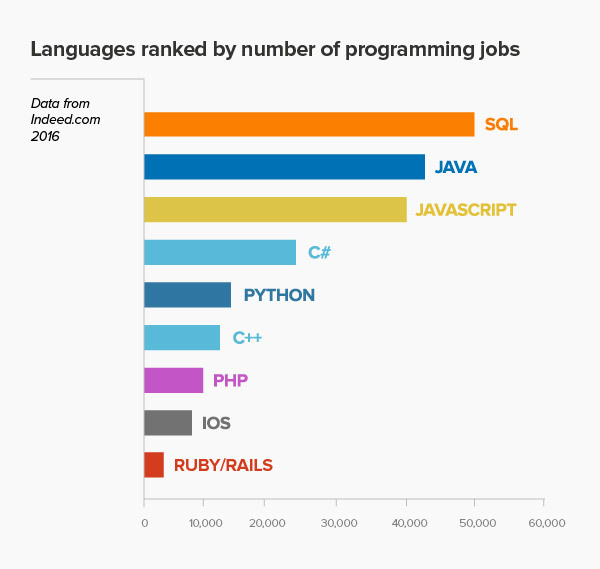 Languages ranked by number of programming jobs
Data from
Indeed.com
2016
SQL
JAVA
JAVASCRIPT
C#
PYTHON
C++
PHP
IOS
RUBY/RAILS
0 10,000 20,000 30,000 40,000 50,000 60,000